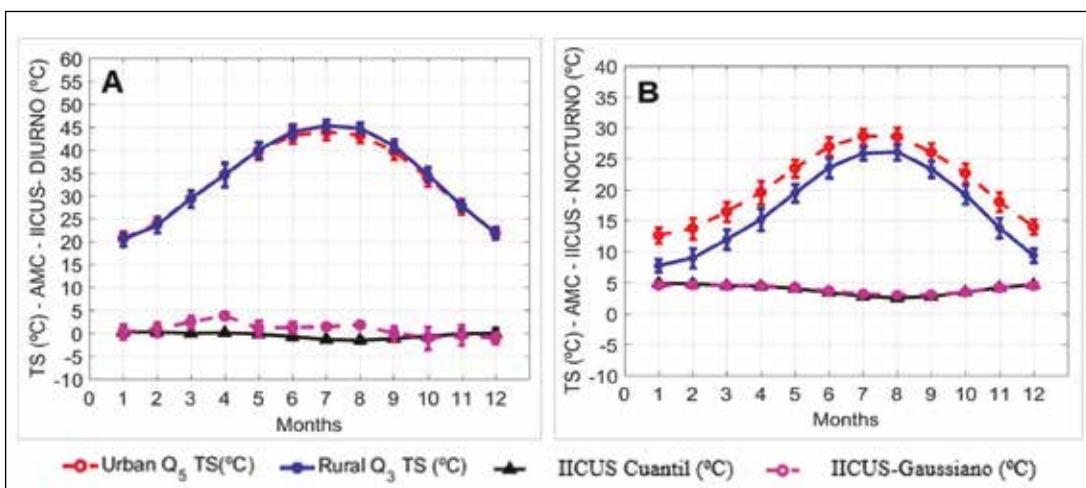 A
TS (ºC) - AMC - IICUS- DIURNO (ºC)
60
55
50
45
40
35
30
25
20
15
10
5
0
-5
-10
0 1 2 3 4 5 6 7 8 9 10 11 12
Months
B
TS (ºC) - AMC - IICUS - NOCTURNO (ºC)
40
35
30
25
20
15
10
5
0
-5
-10
0 1 2 3 4 5 6 7 8 9 10 11 12
Months
Urban Q5 TS(ºC) Rural Q3 TS (ºC) IICUS Cuantil (ºC) IICUS-Gaussiano (ºC)